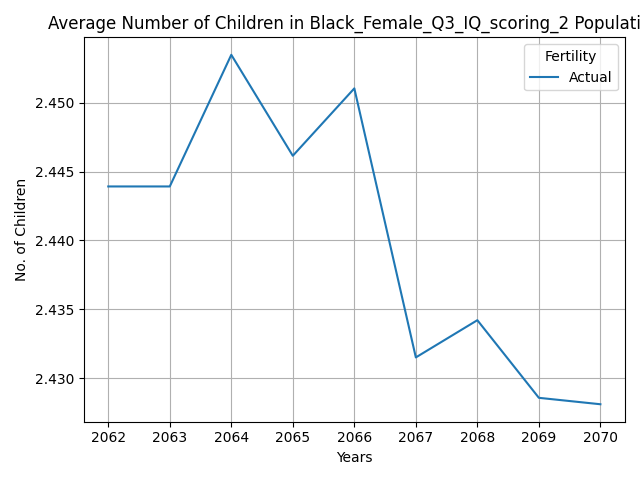 Average Number of Children in Black_Female_Q3_IQ_scoring_2 Populati
Fertility
Actual
No. of Children
2.450
2.445
2.440
2.435
2.430
2062 2063 2064 2065 2066 2067 2068 2069 2070
Years